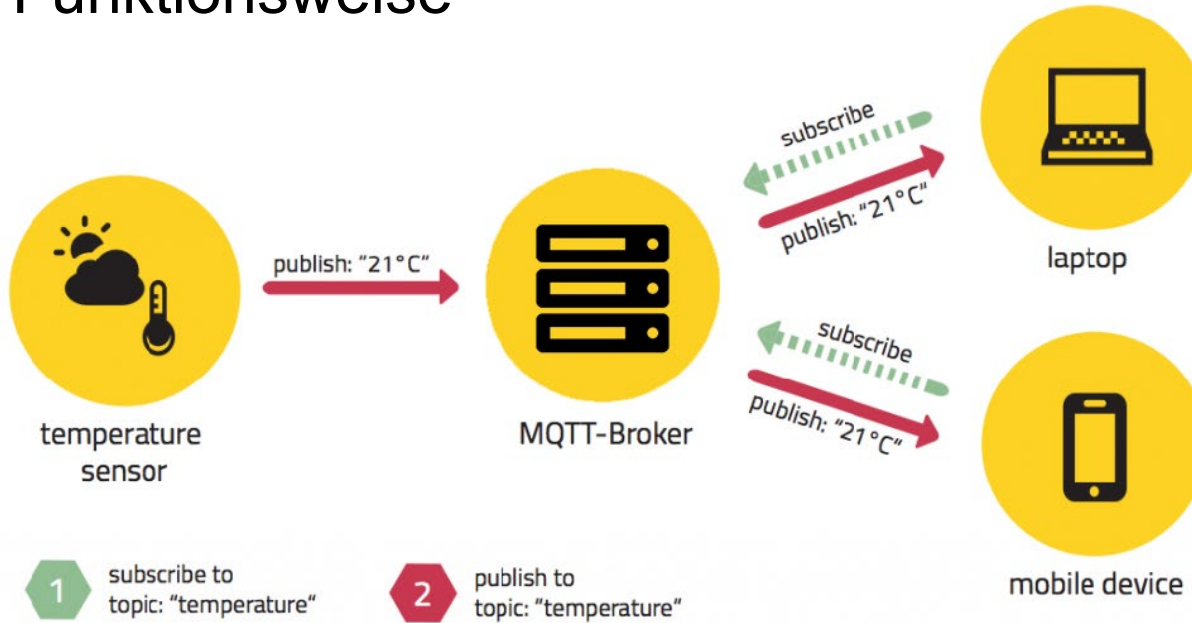 Funktionsweise
subscribe
publish: “21°C”
laptop
publish: “21°C”
subscribe
publish: “21°C”
temperature
sensor
MQTT-Broker
mobile device
1
subscribe to
topic: “temperature“
2
publish to
topic: “temperature”